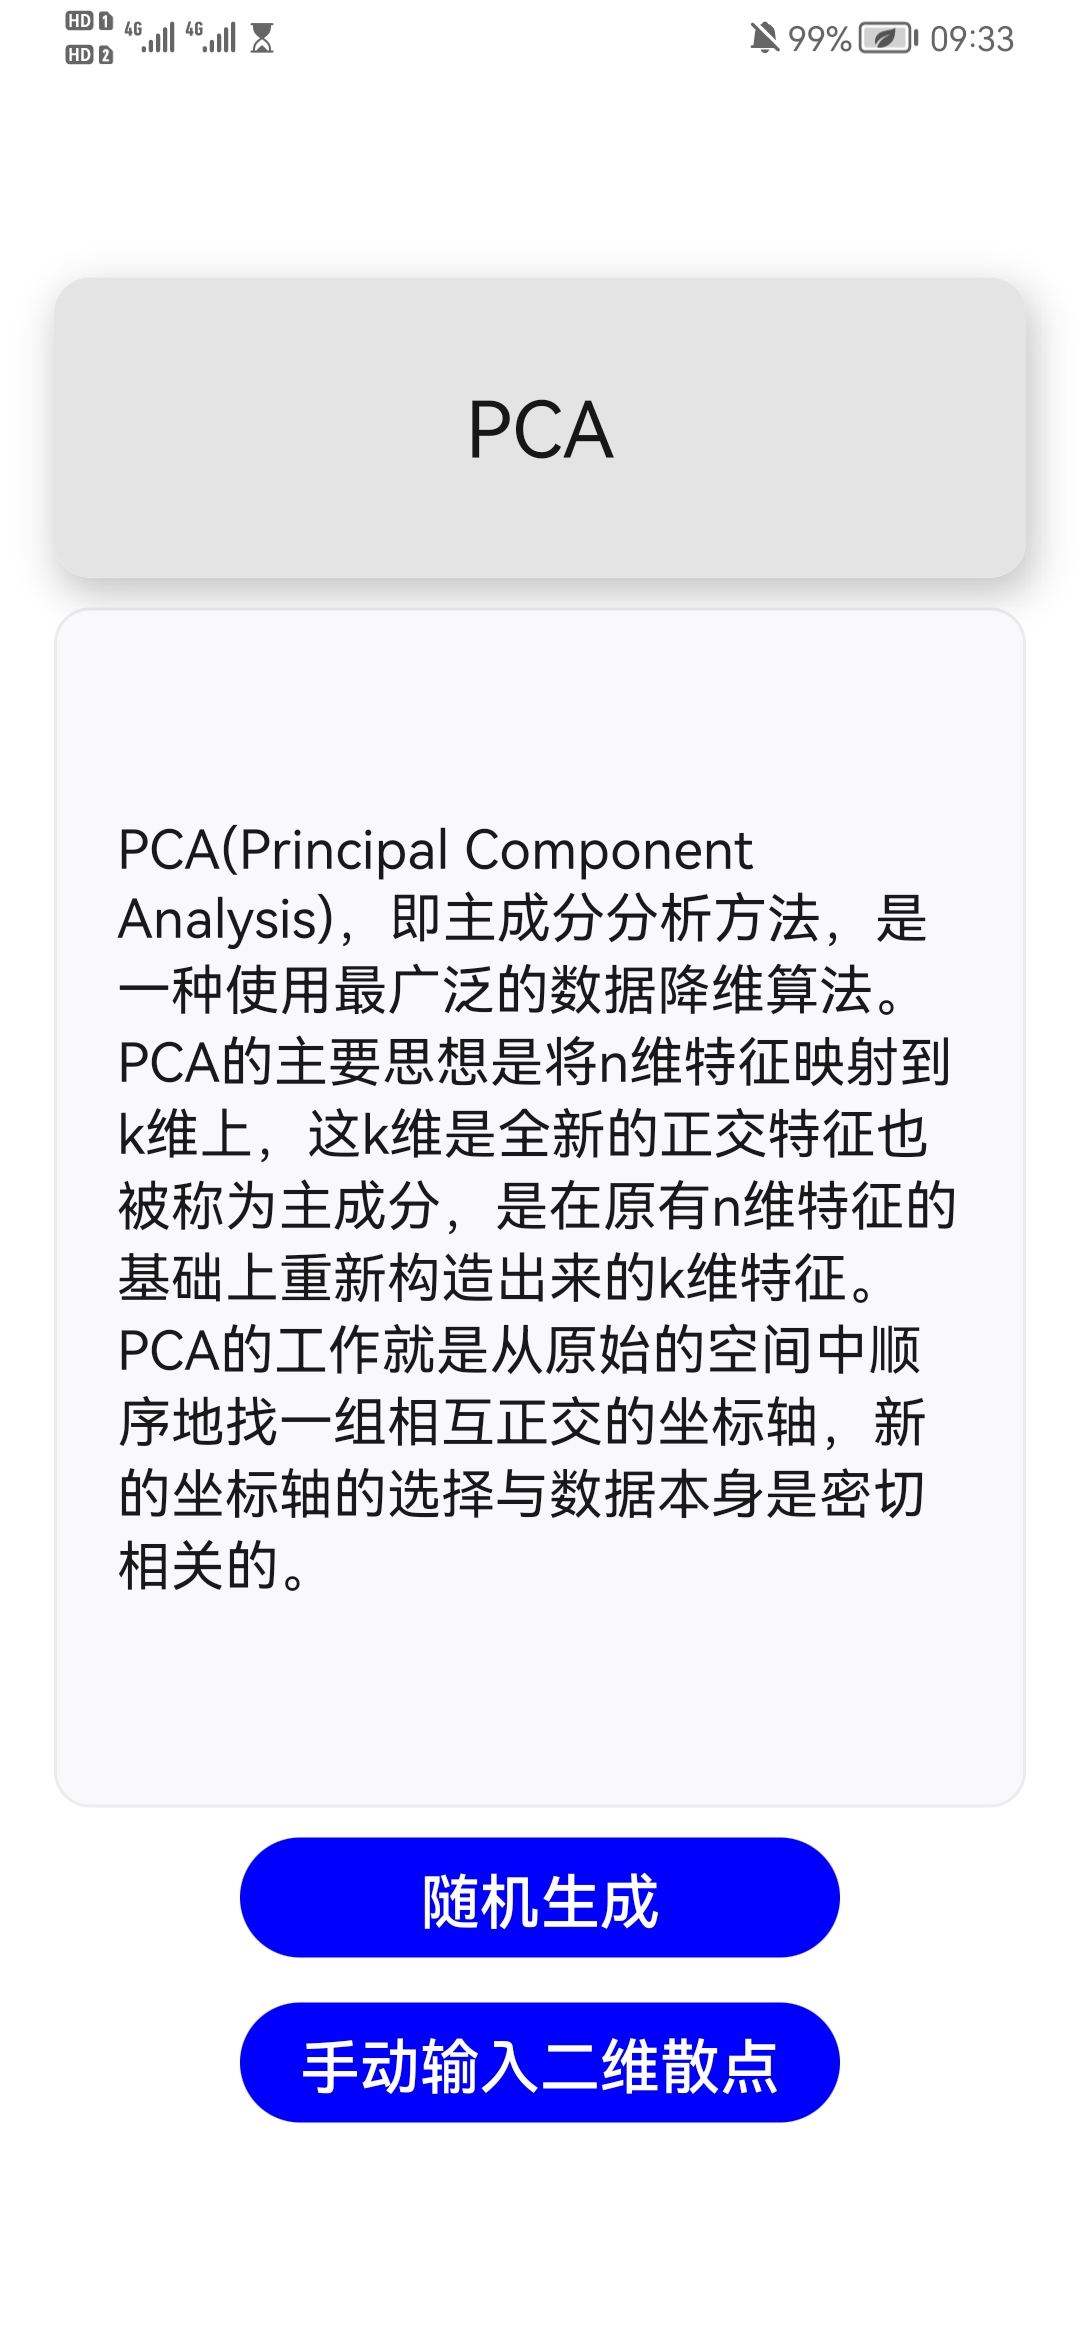 HD 1 4G 4G
HD 2
99% 09:33
PCA
PCA(Principal Component
Analysis)，即主成分分析方法，是
一种使用最广泛的数据降维算法。
PCA的主要思想是将n维特征映射到
k维上，这k维是全新的正交特征也
被称为主成分，是在原有n维特征的
基础上重新构造出来的k维特征。
PCA的工作就是从原始的空间中顺
序地找一组相互正交的坐标轴，新
的坐标轴的选择与数据本身是密切
相关的。
随机生成
手动输入二维散点